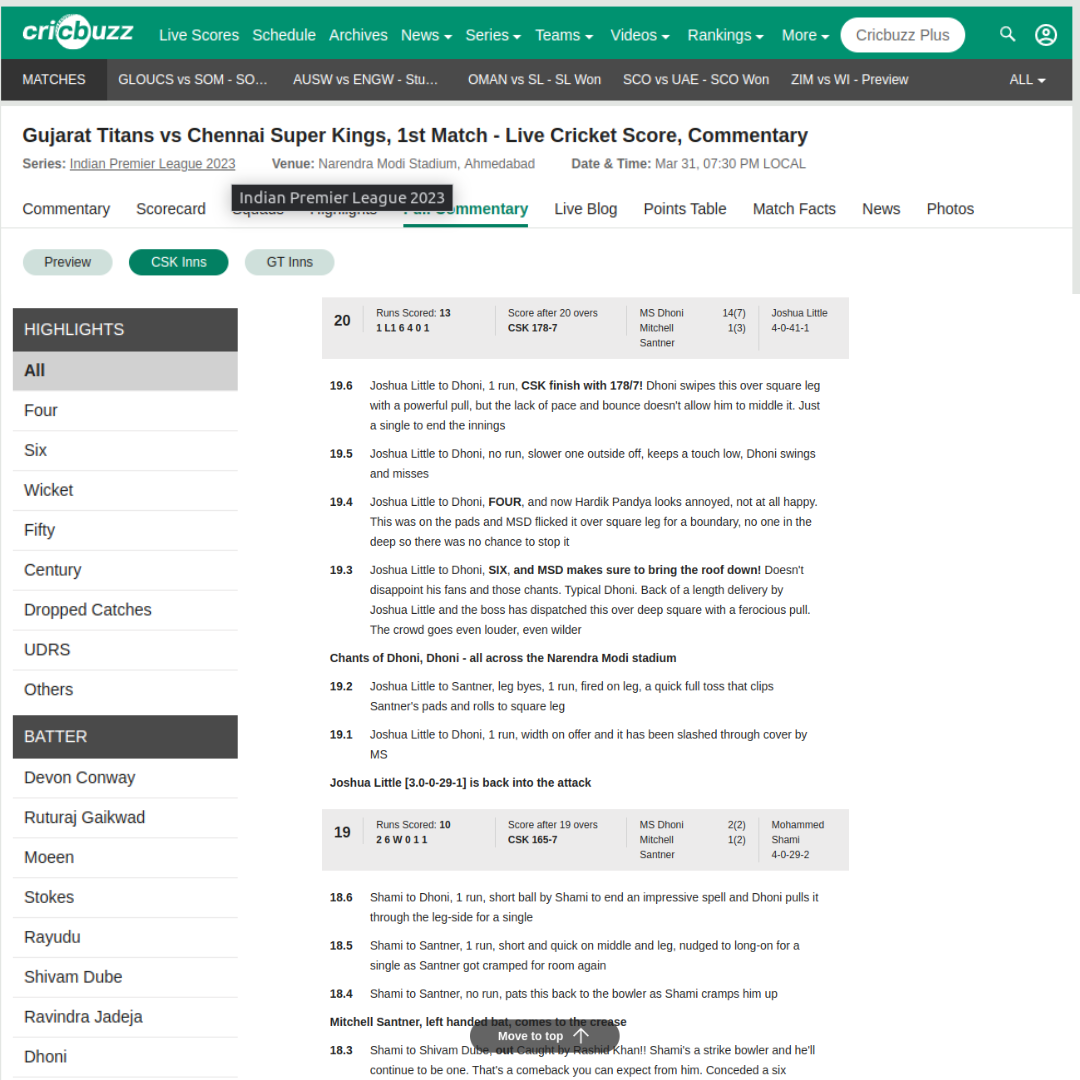 cricbuzz
Live Scores Schedule Archives News Series Teams Videos Rankings More Cricbuzz Plus
MATCHES GLOUCS vs SOM - SO... AUSW vs ENGW - Stu... OMAN vs SL - SL Won SCO vs UAE - SCO Won ZIM vs WI - Preview ALL
Gujarat Titans vs Chennai Super Kings, 1st Match - Live Cricket Score, Commentary
Series: Indian Premier League 2023 Venue: Narendra Modi Stadium, Ahmedabad Date & Time: Mar 31, 07:30 PM LOCAL
Indian Premier League 2023
Commentary Scorecard Squads Highlights Full Commentary Live Blog Points Table Match Facts News Photos
Preview CSK Inns GT Inns
HIGHLIGHTS
All
Four
Six
Wicket
Fifty
Century
Dropped Catches
UDRS
Others
BATTER
Devon Conway
Ruturaj Gaikwad
Moeen
Stokes
Rayudu
Shivam Dube
Ravindra Jadeja
Dhoni
20
Runs Scored: 13
1 L1 6 4 0 1
Score after 20 overs
CSK 178-7
MS Dhoni 14(7)
Mitchell 1(3)
Santner
Joshua Little
4-0-41-1
19.6 Joshua Little to Dhoni, 1 run, CSK finish with 178/7! Dhoni swipes this over square leg
with a powerful pull, but the lack of pace and bounce doesn't allow him to middle it. Just
a single to end the innings
19.5 Joshua Little to Dhoni, no run, slower one outside off, keeps a touch low, Dhoni swings
and misses
19.4 Joshua Little to Dhoni, FOUR, and now Hardik Pandya looks annoyed, not at all happy.
This was on the pads and MSD flicked it over square leg for a boundary, no one in the
deep so there was no chance to stop it
19.3 Joshua Little to Dhoni, SIX, and MSD makes sure to bring the roof down! Doesn't
disappoint his fans and those chants. Typical Dhoni. Back of a length delivery by
Joshua Little and the boss has dispatched this over deep square with a ferocious pull.
The crowd goes even louder, even wilder
Chants of Dhoni, Dhoni - all across the Narendra Modi stadium
19.2 Joshua Little to Santner, leg byes, 1 run, fired on leg, a quick full toss that clips
Santner's pads and rolls to square leg
19.1 Joshua Little to Dhoni, 1 run, width on offer and it has been slashed through cover by
MS
Joshua Little [3.0-0-29-1] is back into the attack
19
Runs Scored: 10
2 6 W 0 1 1
Score after 19 overs
CSK 165-7
MS Dhoni 2(2)
Mitchell 1(2)
Santner
Mohammed
Shami
4-0-29-2
18.6 Shami to Dhoni, 1 run, short ball by Shami to end an impressive spell and Dhoni pulls it
through the leg-side for a single
18.5 Shami to Santner, 1 run, short and quick on middle and leg, nudged to long-on for a
single as Santner got cramped for room again
18.4 Shami to Santner, no run, pats this back to the bowler as Shami cramps him up
Mitchell Santner, left handed bat, comes to the crease
Move to top
18.3 Shami to Shivam Dube, out Caught by Rashid Khan!! Shami's a strike bowler and he'll
continue to be one. That's a comeback you can expect from him. Conceded a six